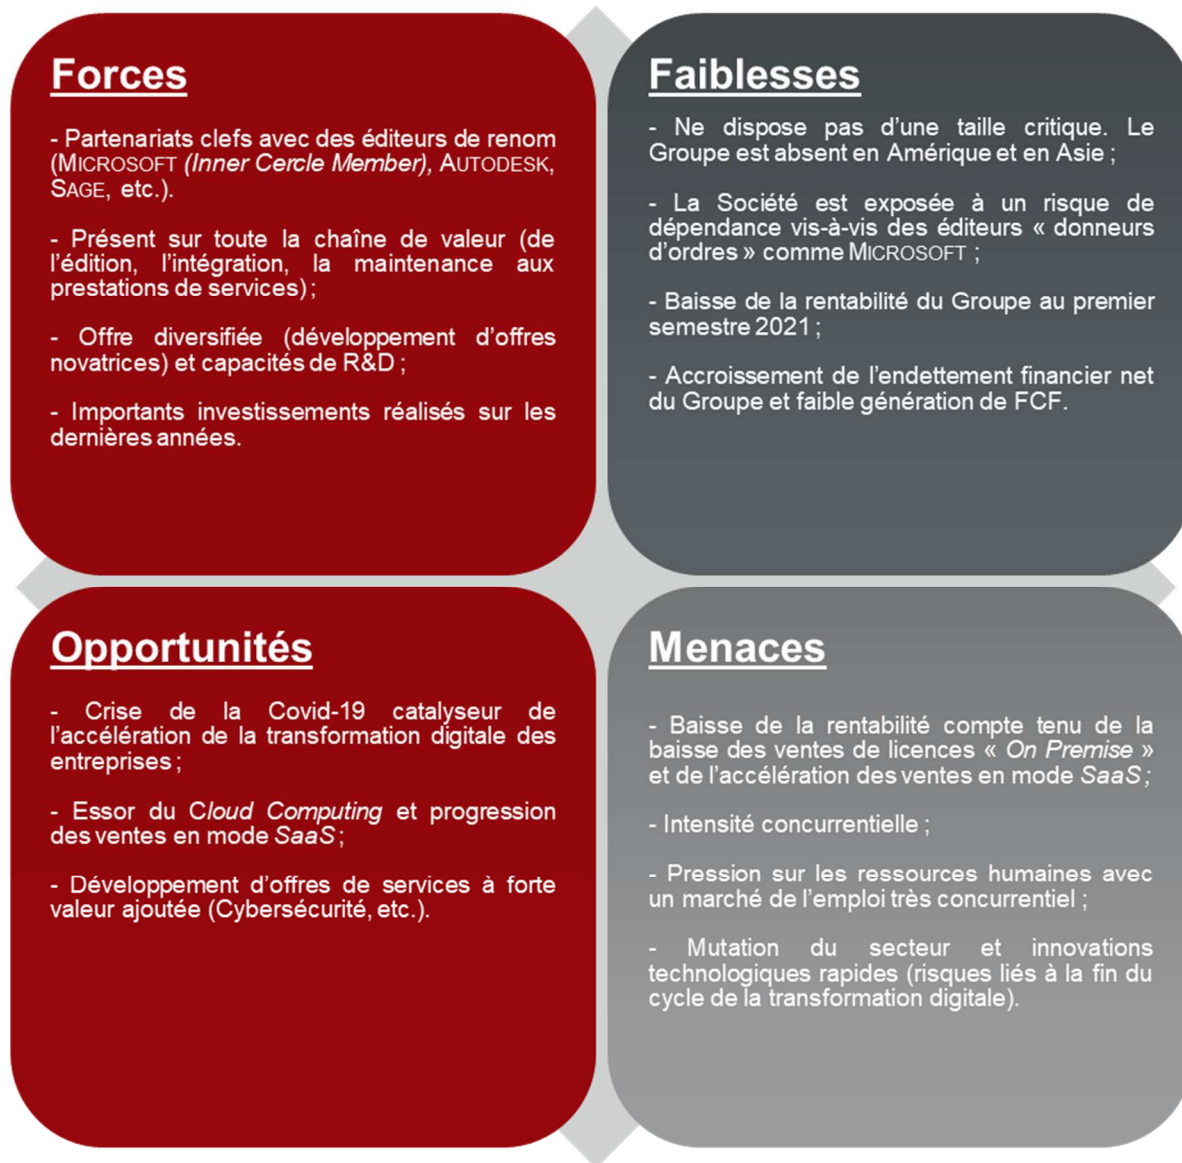 Forces
- Partenariats clefs avec des éditeurs de renom
(MICROSOFT (Inner Cercle Member), AUTODESK,
SAGE, etc.).
- Présent sur toute la chaîne de valeur (de
l'édition, l'intégration, la maintenance aux
prestations de services) ;
- Offre diversifiée (développement d'offres
novatrices) et capacités de R&D ;
- Importants investissements réalisés sur les
dernières années.
Faiblesses
- Ne dispose pas d'une taille critique. Le
Groupe est absent en Amérique et en Asie ;
- La Société est exposée à un risque de
dépendance vis-à-vis des éditeurs « donneurs
d'ordres » comme MICROSOFT ;
- Baisse de la rentabilité du Groupe au premier
semestre 2021 ;
- Accroissement de l'endettement financier net
du Groupe et faible génération de FCF.
Opportunités
- Crise de la Covid-19 catalyseur de
l'accélération de la transformation digitale des
entreprises ;
- Essor du Cloud Computing et progression
des ventes en mode SaaS ;
- Développement d'offres de services à forte
valeur ajoutée (Cybersécurité, etc.).
Menaces
- Baisse de la rentabilité compte tenu de la
baisse des ventes de licences « On Premise »
et de l'accélération des ventes en mode SaaS ;
- Intensité concurrentielle ;
- Pression sur les ressources humaines avec
un marché de l'emploi très concurrentiel ;
- Mutation du secteur et innovations
technologiques rapides (risques liés à la fin du
cycle de la transformation digitale).